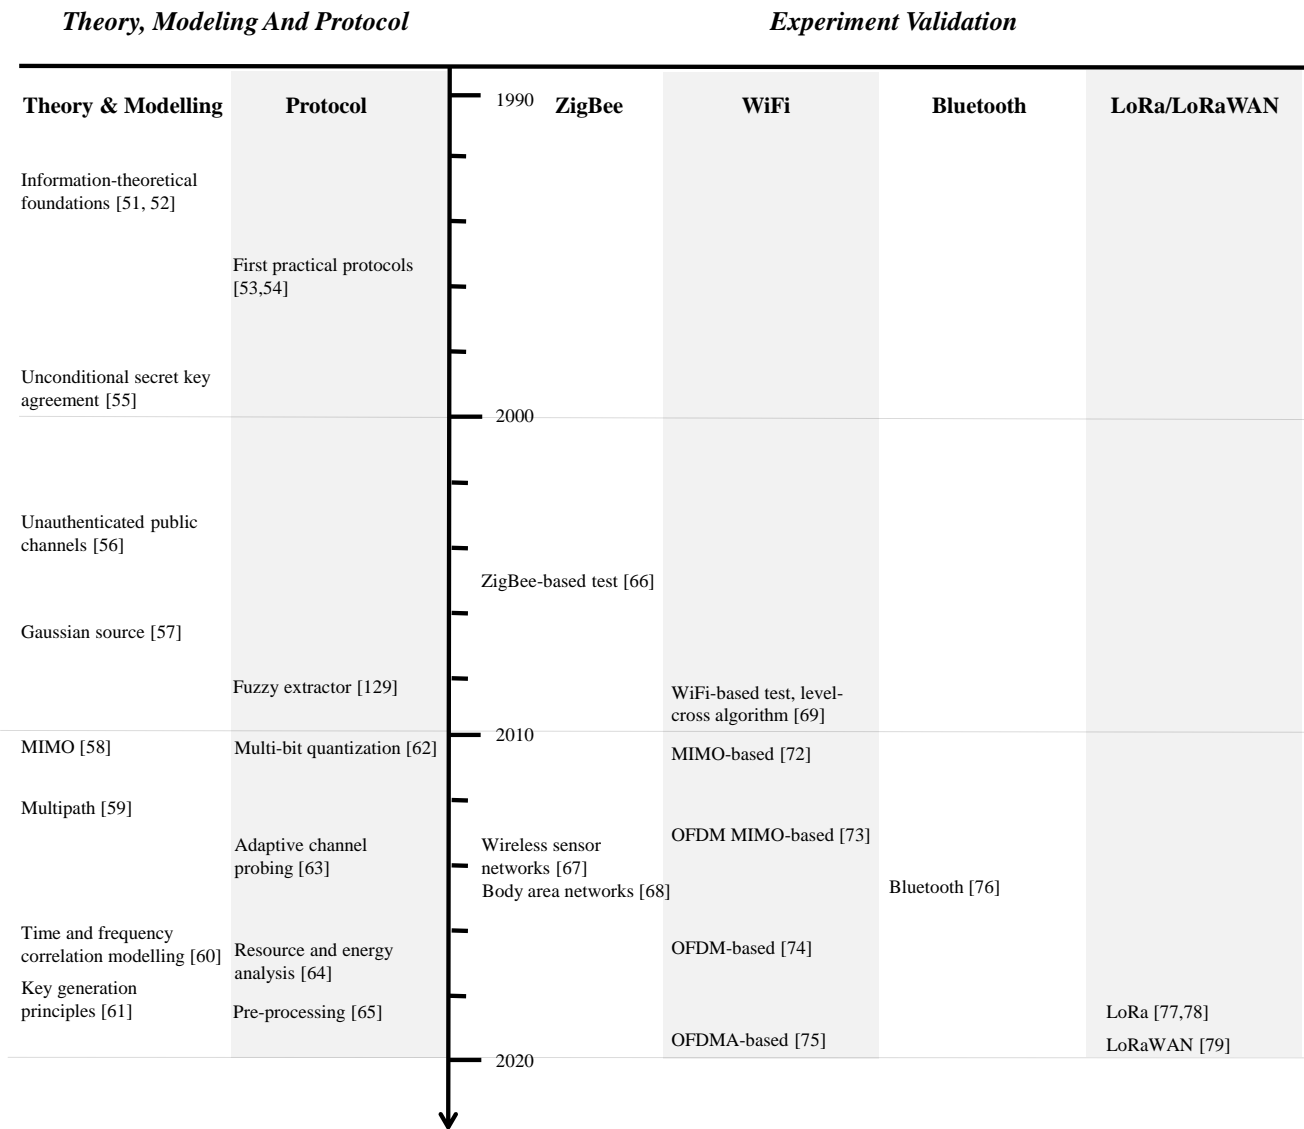 Theory, Modeling And Protocol
Experiment Validation
Theory & Modelling
Protocol
1990
ZigBee
WiFi
Bluetooth
LoRa/LoRaWAN
Information-theoretical
foundations [51, 52]
First practical protocols
[53,54]
Unconditional secret key
agreement [55]
2000
Unauthenticated public
channels [56]
ZigBee-based test [66]
Gaussian source [57]
Fuzzy extractor [129]
WiFi-based test, level-
cross algorithm [69]
2010
MIMO [58]
Multi-bit quantization [62]
MIMO-based [72]
Multipath [59]
OFDM MIMO-based [73]
Adaptive channel
probing [63]
Wireless sensor
networks [67]
Body area networks [68]
Bluetooth [76]
Time and frequency
correlation modelling [60]
Resource and energy
analysis [64]
OFDM-based [74]
Key generation
principles [61]
Pre-processing [65]
LoRa [77,78]
OFDMA-based [75]
LoRaWAN [79]
2020